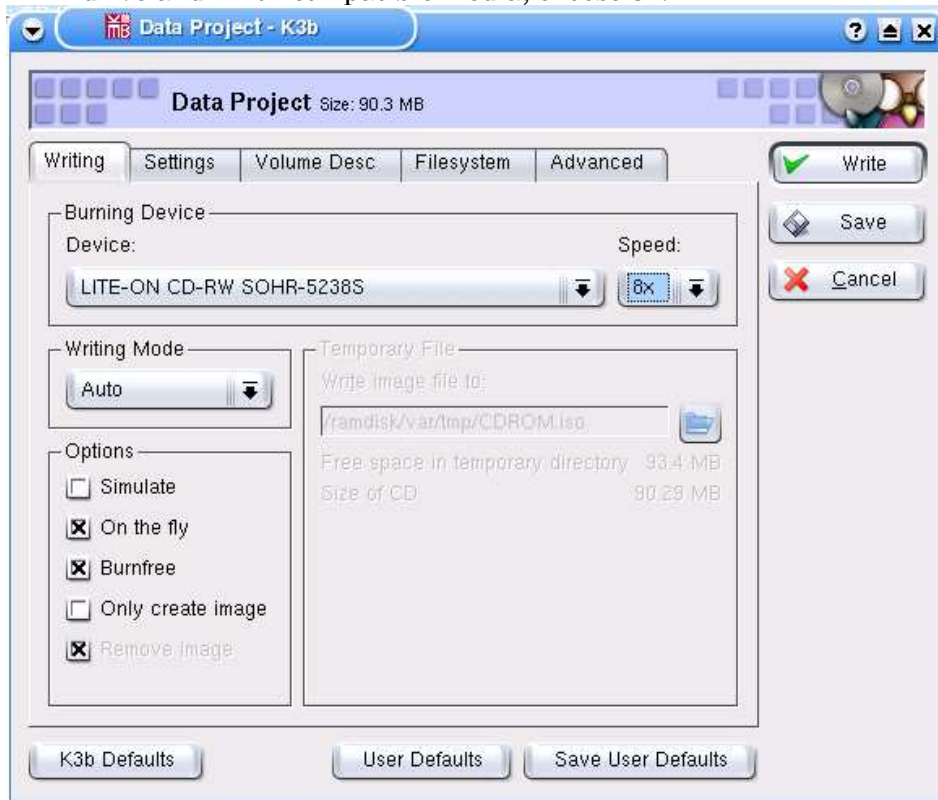 Data Project - K3b
Data Project Size: 90.3 MB
Writing Settings Volume Desc Filesystem Advanced
Write
Save
Cancel
Burning Device
Device: Speed:
LITE-ON CD-RW SOHR-5238S 8x
Writing Mode
Auto
Temporary File
Write image file to:
/ramdisk/var/tmp/CDROM.iso
Free space in temporary directory 93.4 MB
Size of CD 90.29 MB
Options
Simulate
On the fly
Burnfree
Only create image
Remove image
K3b Defaults User Defaults Save User Defaults